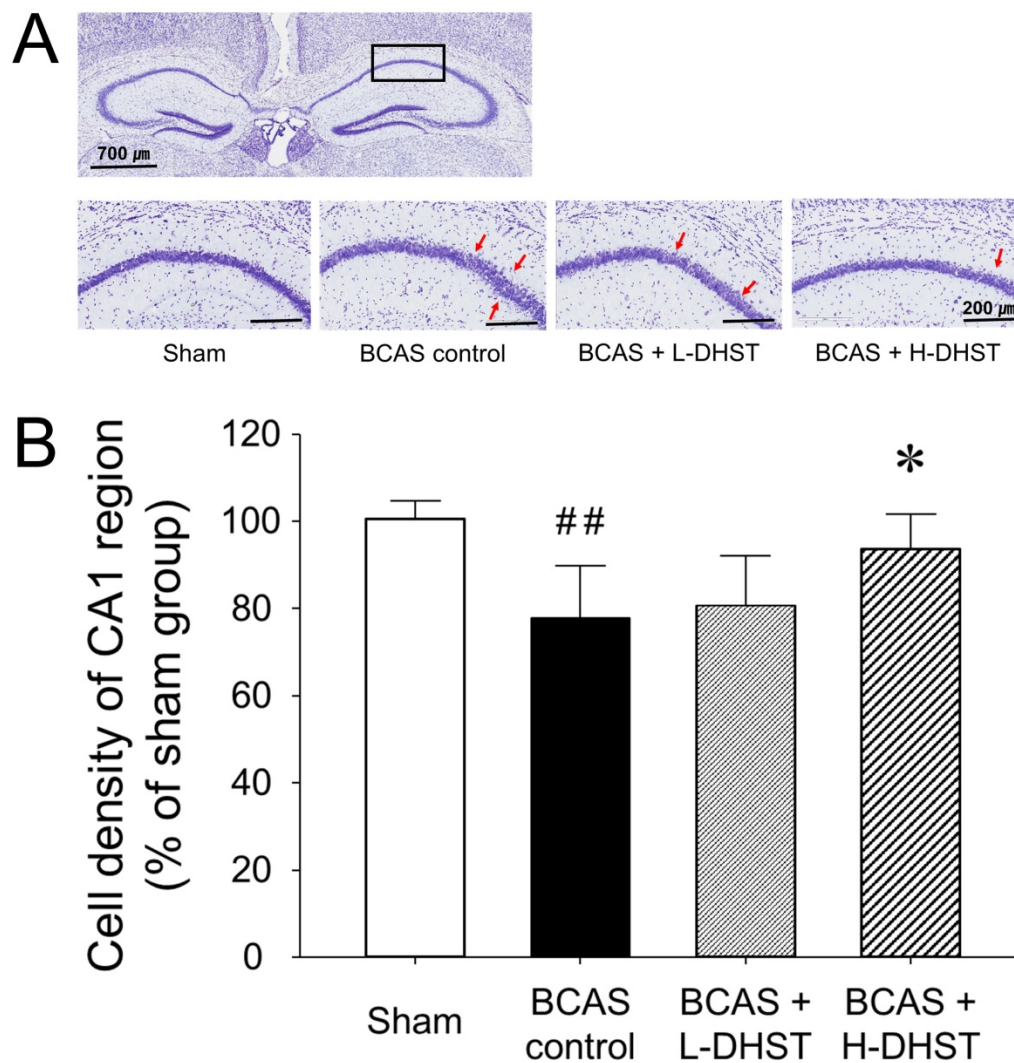 A
700 μm
200 μm
Sham
BCAS control
BCAS + L-DHST
BCAS + H-DHST
B
Cell density of CA1 region
(% of sham group)
120
100
80
60
40
20
0
##
*
Sham
BCAS
control
BCAS +
L-DHST
BCAS +
H-DHST